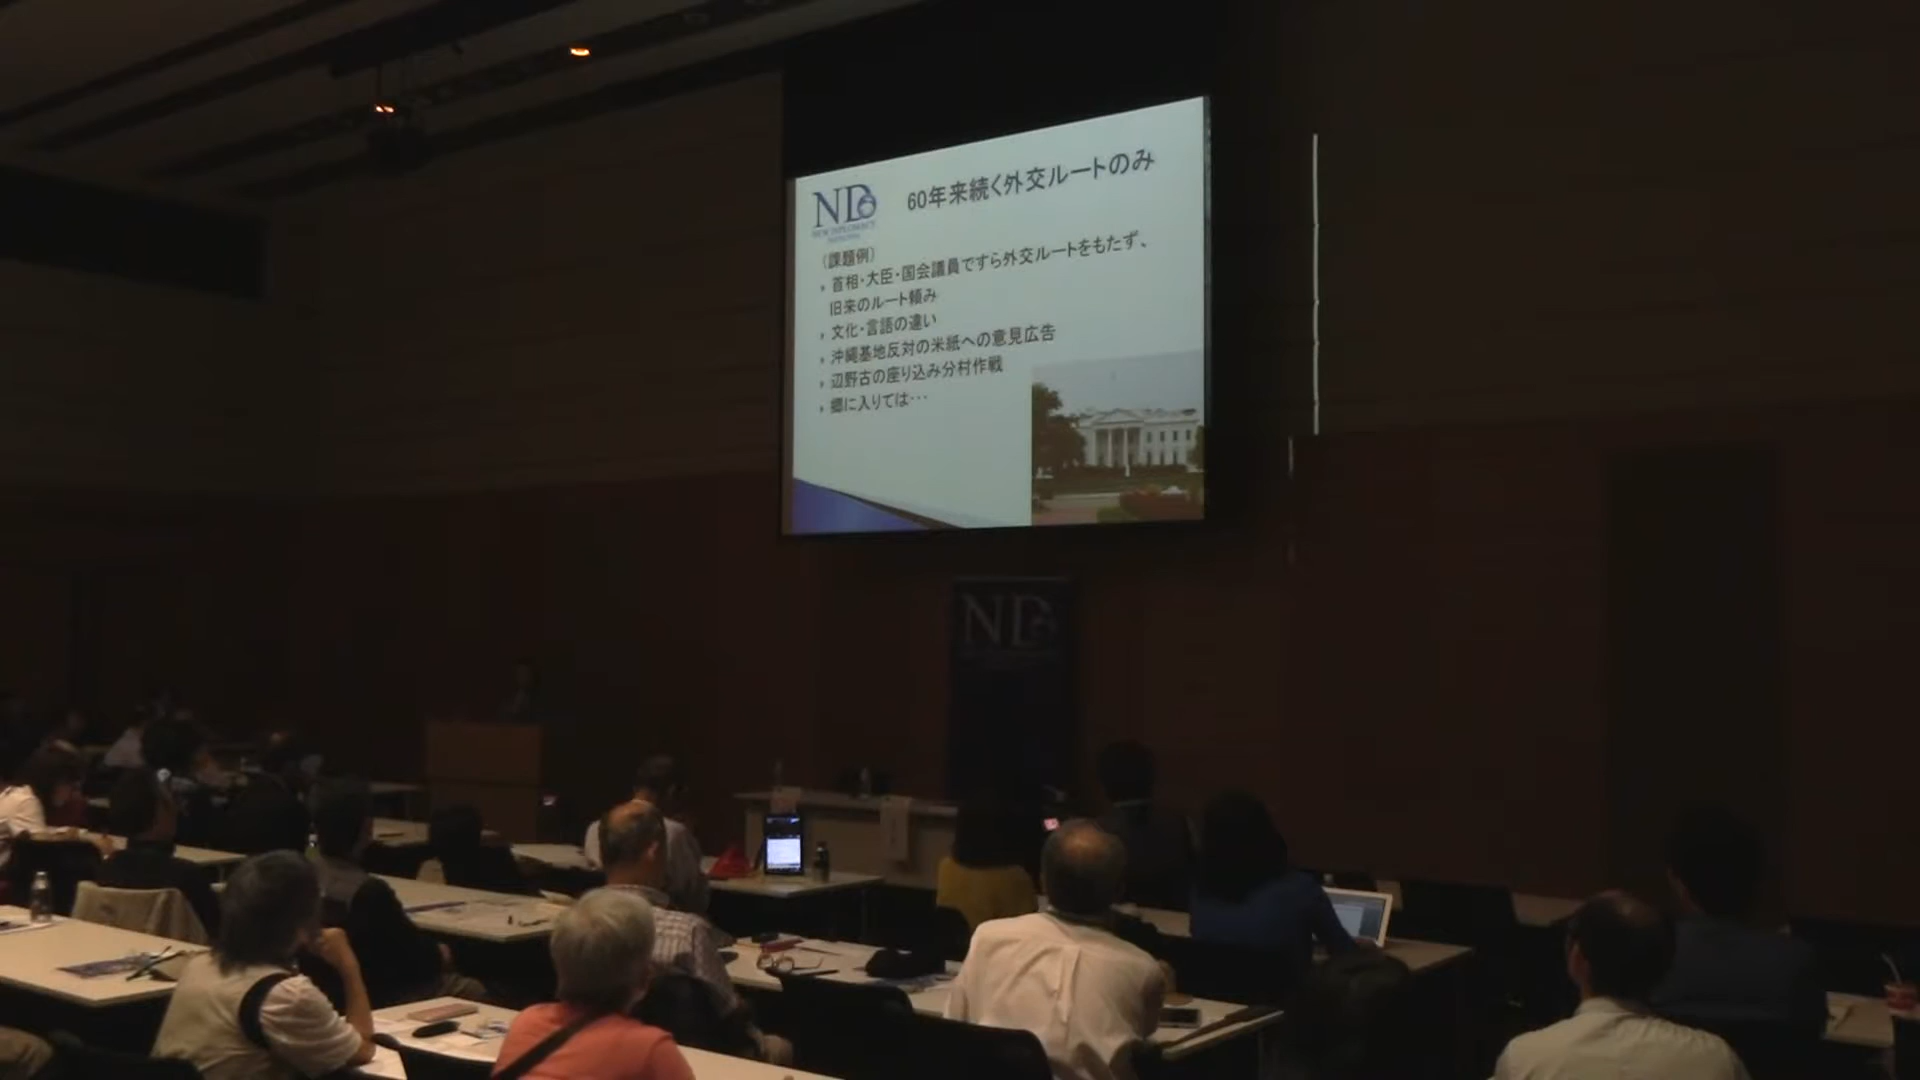 ND
NEW DIPLOMACY
60年来続く外交ルートのみ
(課題例)
首相・大臣・国会議員ですら外交ルートをもたず、
旧来のルート頼み
文化・言語の違い
沖縄基地反対の米紙への意見広告
辺野古の座り込み分村作戦
郷に入りては・・・
ND